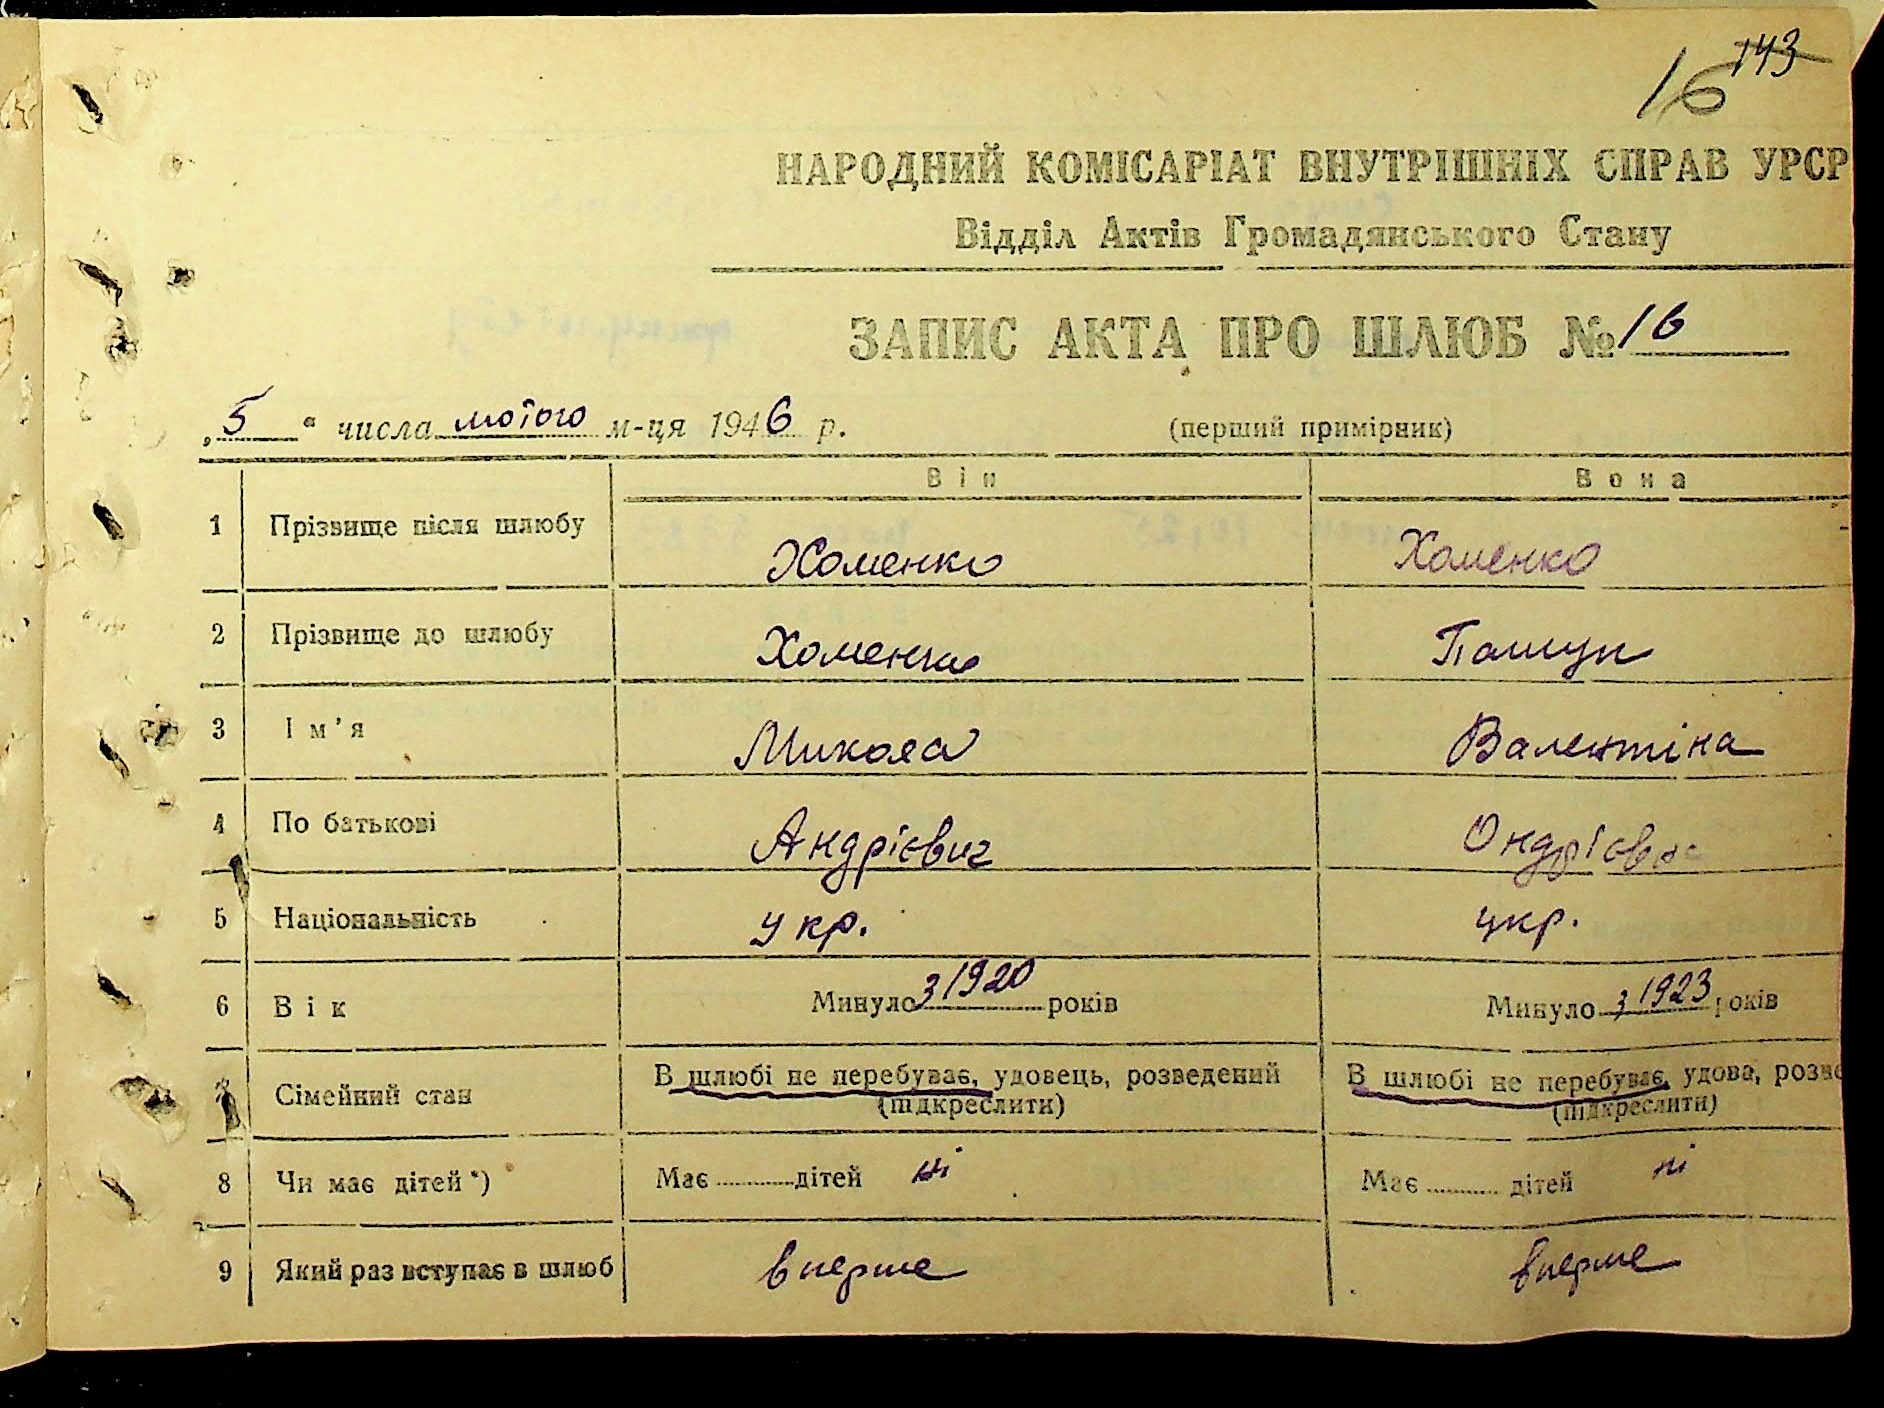 143
16
НАРОДНИЙ КОМІСАРІАТ ВНУТРІШНІХ СПРАВ УРСР
Відділ Актів Громадянського Стану
ЗАПИС АКТА ПРО ШЛЮБ № 16
„5“ числа лютого м-ця 1946 р. (перший примірник)
Він Вона
1 Прізвище після шлюбу Хоменко Хоменко
2 Прізвище до шлюбу Хоменко
3 Ім’я Микола Валентіна
4 По батькові Андрієвич Ондрієвна
5 Національність укр. укр.
6 Вік Минуло з 1920 років Минуло з 1923 років
Сімейний стан В шлюбі не перебуває, удовець, розведений В шлюбі не перебуває, удова, розве
(підкреслити) (підкреслити)
8 Чи має дітей *) Має дітей ні Має дітей ні
9 Який раз вступає в шлюб вперше вперше